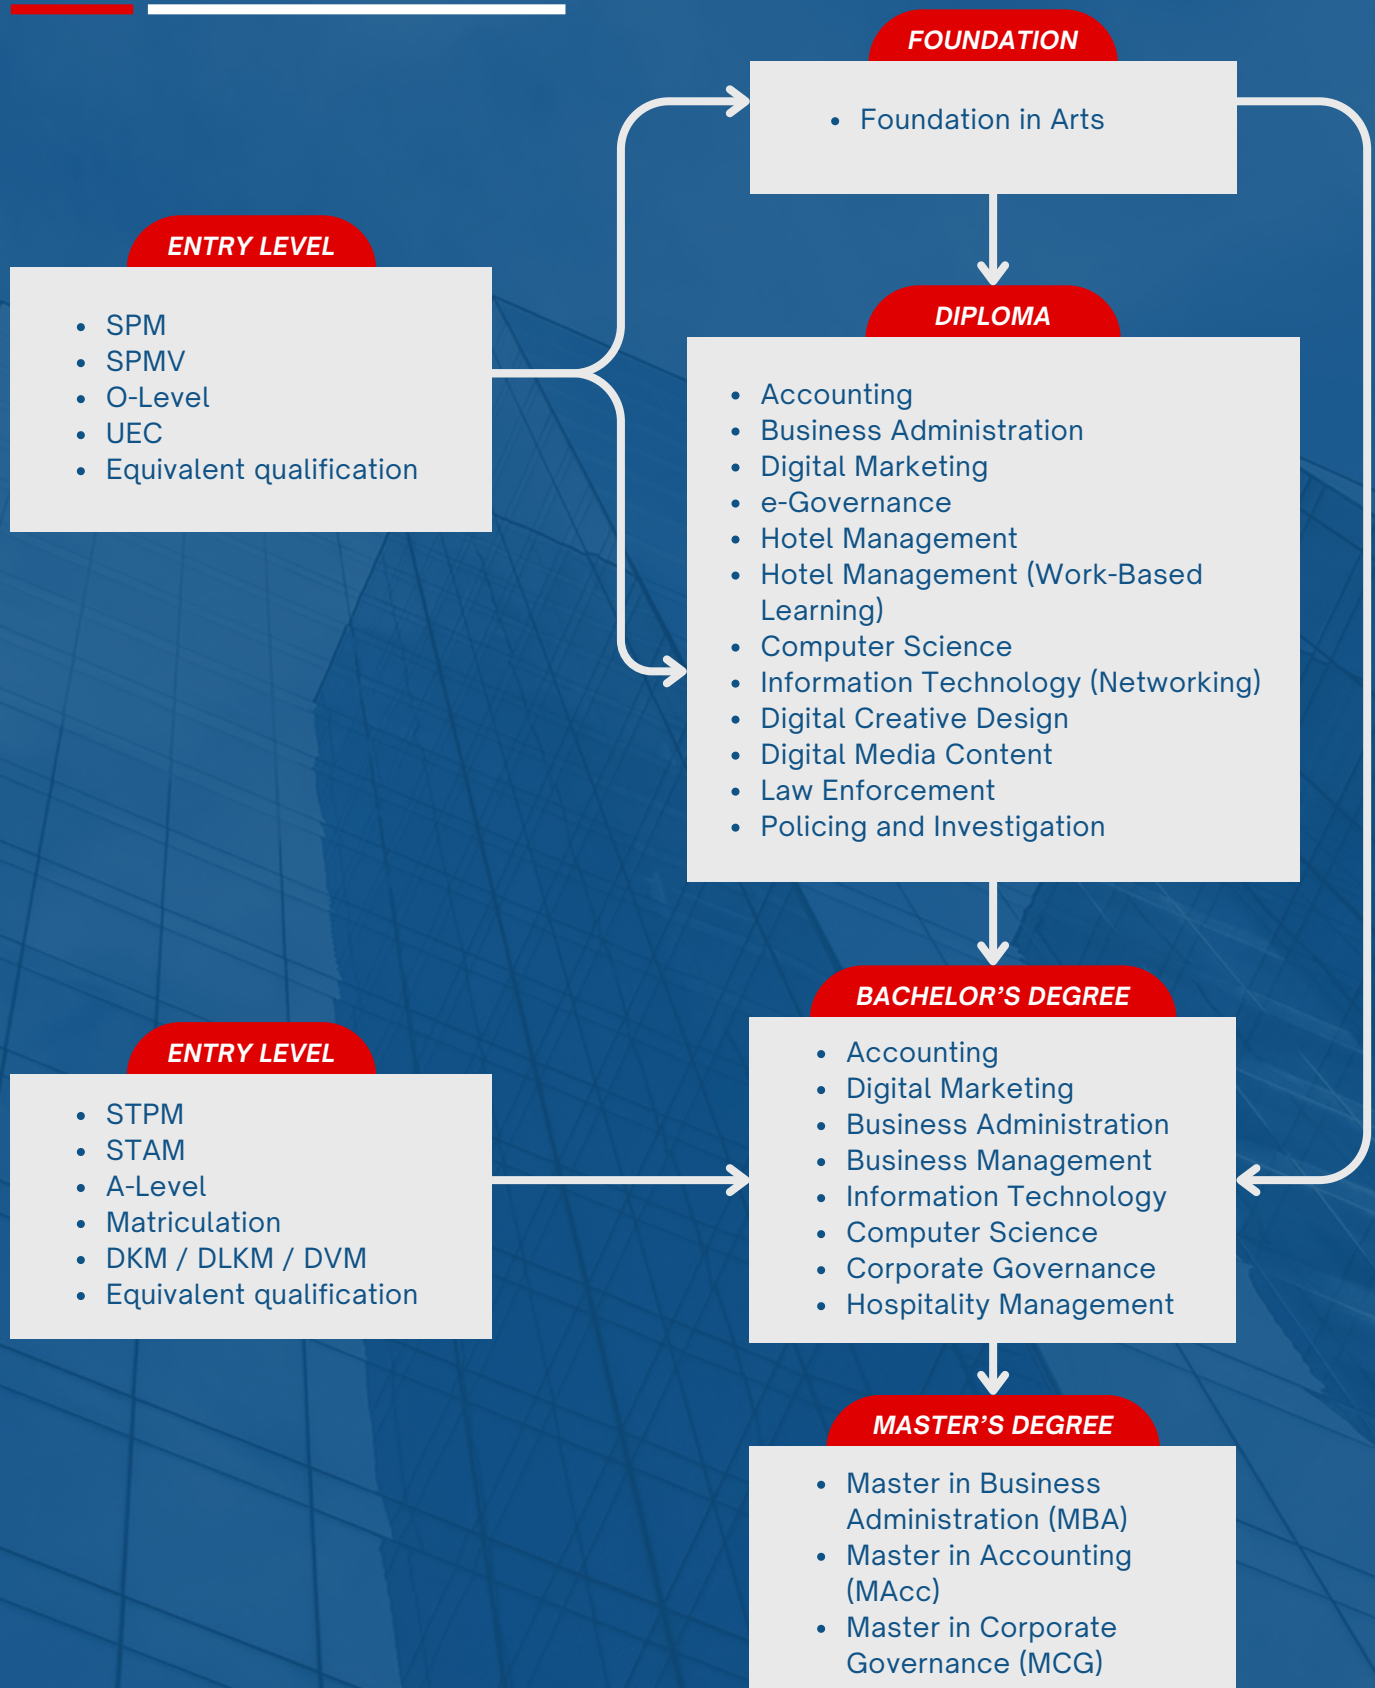 FOUNDATION
• Foundation in Arts
ENTRY LEVEL
• SPM
• SPMV
• O-Level
• UEC
• Equivalent qualification
DIPLOMA
• Accounting
• Business Administration
• Digital Marketing
• e-Governance
• Hotel Management
• Hotel Management (Work-Based
Learning)
• Computer Science
• Information Technology (Networking)
• Digital Creative Design
• Digital Media Content
• Law Enforcement
• Policing and Investigation
ENTRY LEVEL
• STPM
• STAM
• A-Level
• Matriculation
• DKM / DLKM / DVM
• Equivalent qualification
BACHELOR’S DEGREE
• Accounting
• Digital Marketing
• Business Administration
• Business Management
• Information Technology
• Computer Science
• Corporate Governance
• Hospitality Management
MASTER’S DEGREE
• Master in Business
Administration (MBA)
• Master in Accounting
(MAcc)
• Master in Corporate
Governance (MCG)